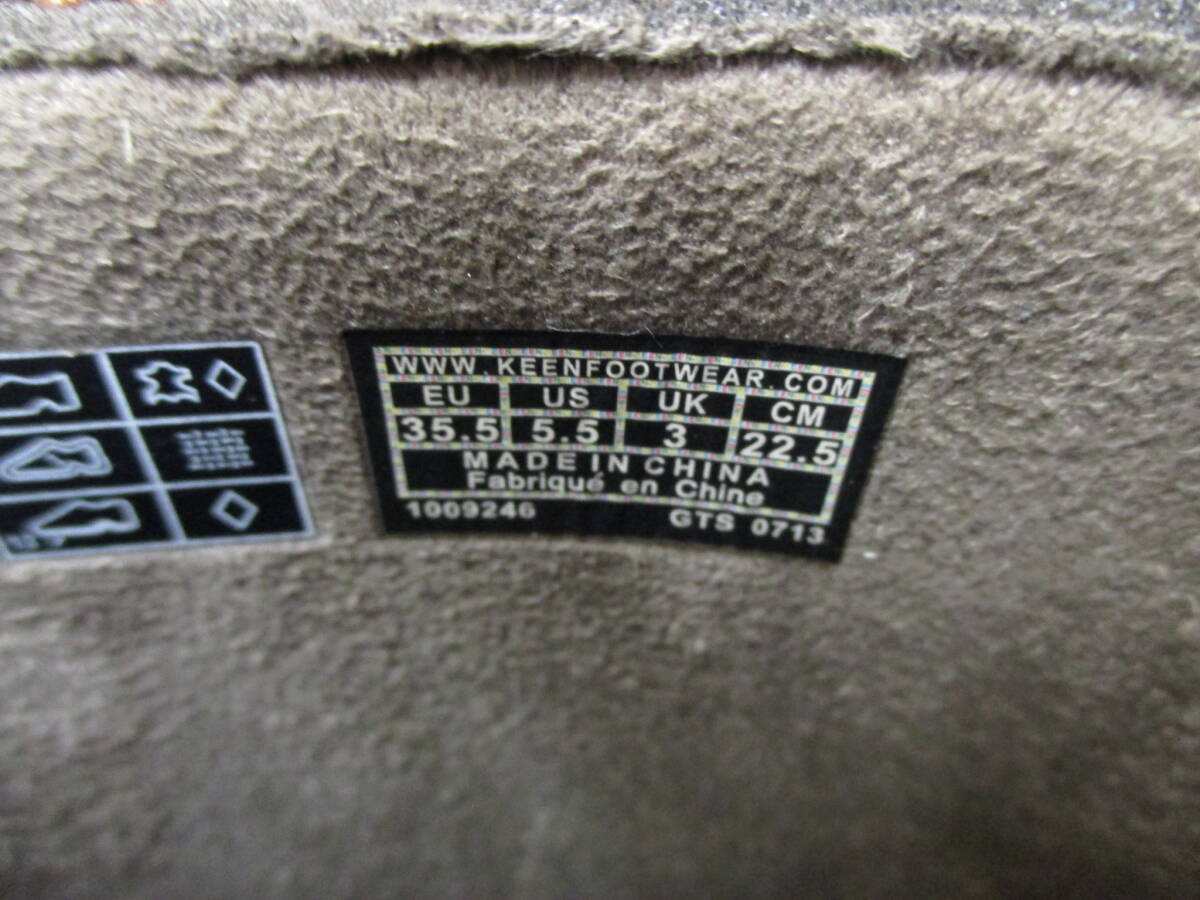 WWW.KEENFOOTWEAR.COM
EU US UK CM
35.5 5.5 3 22.5
MADE IN CHINA
Fabriqué en Chine
1009246 GTS 0713